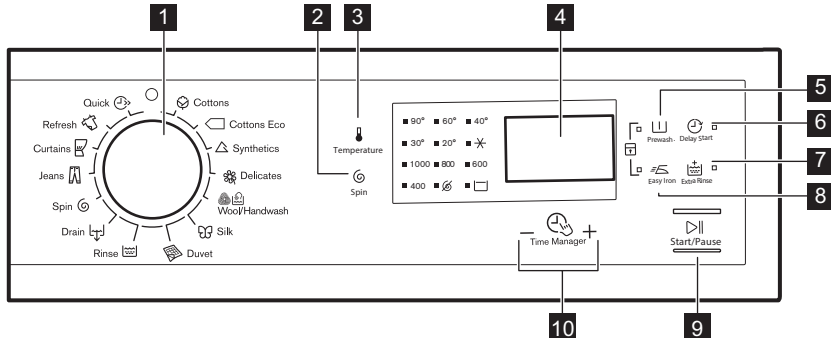 1
2
3
4
5
6
7
8
9
10
Quick
Refresh
Curtains
Jeans
Spin
Drain
Rinse
Cottons
Cottons Eco
Synthetics
Delicates
Wool/Handwash
Silk
Duvet
Temperature
Spin
90° 60° 40°
30° 20°
1000 800 600
400
Time Manager
− +
Prewash
Delay Start
Easy Iron
Extra Rinse
Start/Pause